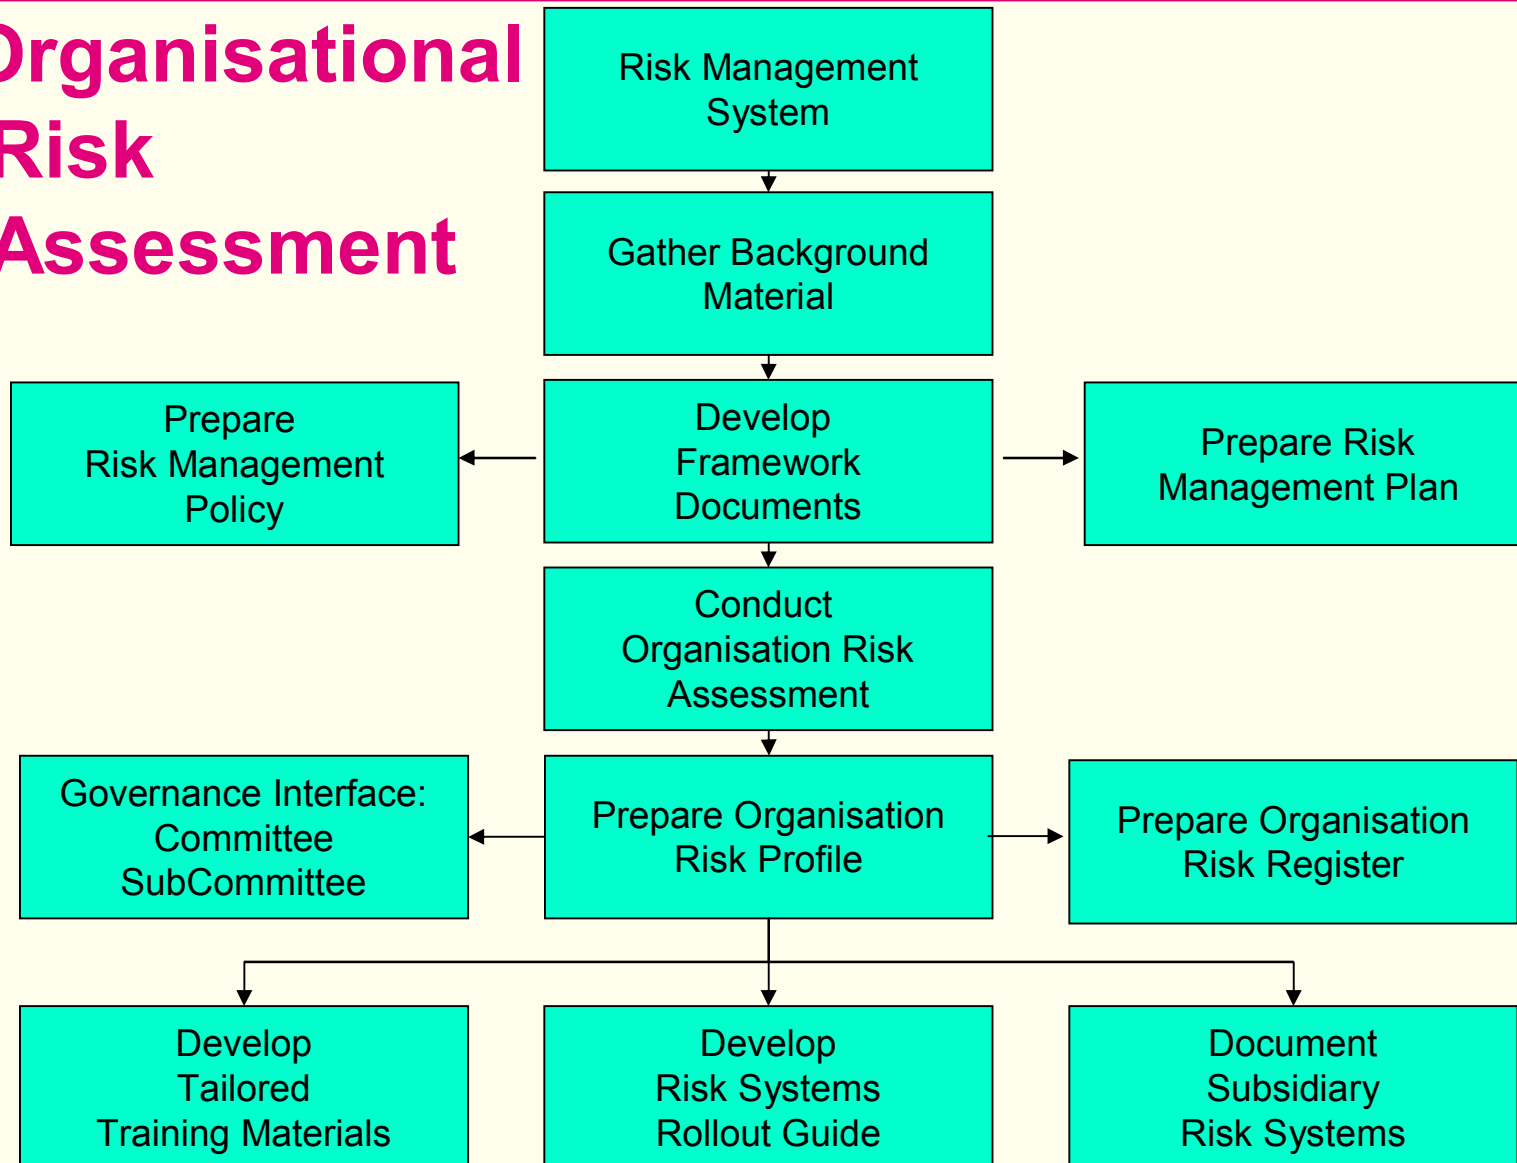 Organisational
Risk
Assessment
Risk Management
System
Gather Background
Material
Prepare
Risk Management
Policy
Develop
Framework
Documents
Prepare Risk
Management Plan
Conduct
Organisation Risk
Assessment
Governance Interface:
Committee
SubCommittee
Prepare Organisation
Risk Profile
Prepare Organisation
Risk Register
Develop
Tailored
Training Materials
Develop
Risk Systems
Rollout Guide
Document
Subsidiary
Risk Systems